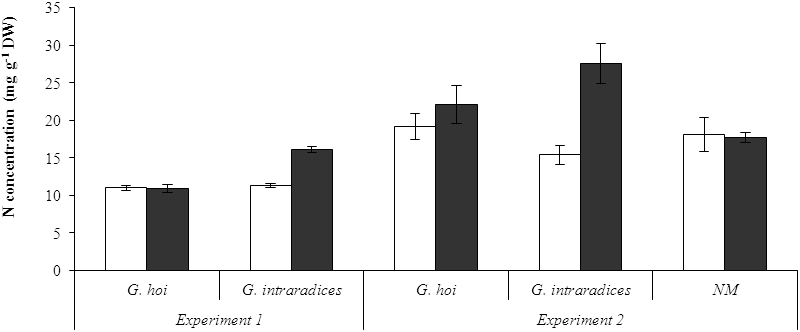 N concentration (mg g⁻¹ DW)
35
30
25
20
15
10
5
0
G. hoi G. intraradices G. hoi G. intraradices NM
Experiment 1 Experiment 2